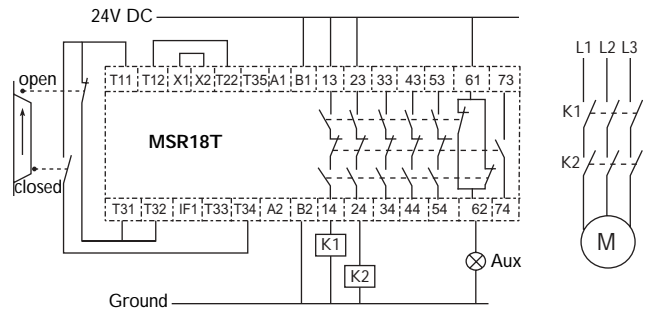 24V DC
L1 L2 L3
T11 T12 X1 X2 T22 T35 A1 B1 13 23 33 43 53 61 73
open
K1
MSR18T
K2
closed
T31 T32 IF1 T33 T34 A2 B2 14 24 34 44 54 62 74
K1
M
K2
Aux
Ground